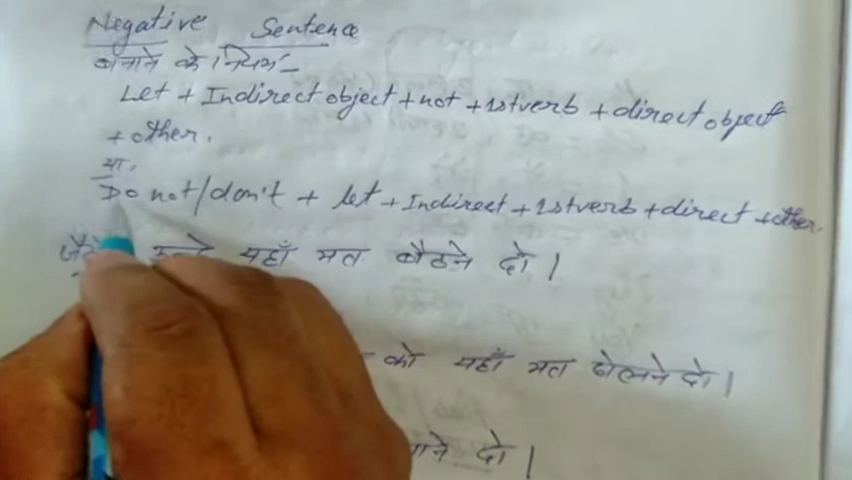 Negative Sentence
बनाने के नियम-
Let + Indirect object + not + 1st verb + direct object
+ other.
या,
Do not/don't + let + Indirect + 1st verb + direct + other.
यहाँ मत बैठने दो।
को यहाँ मत दो।
दो।